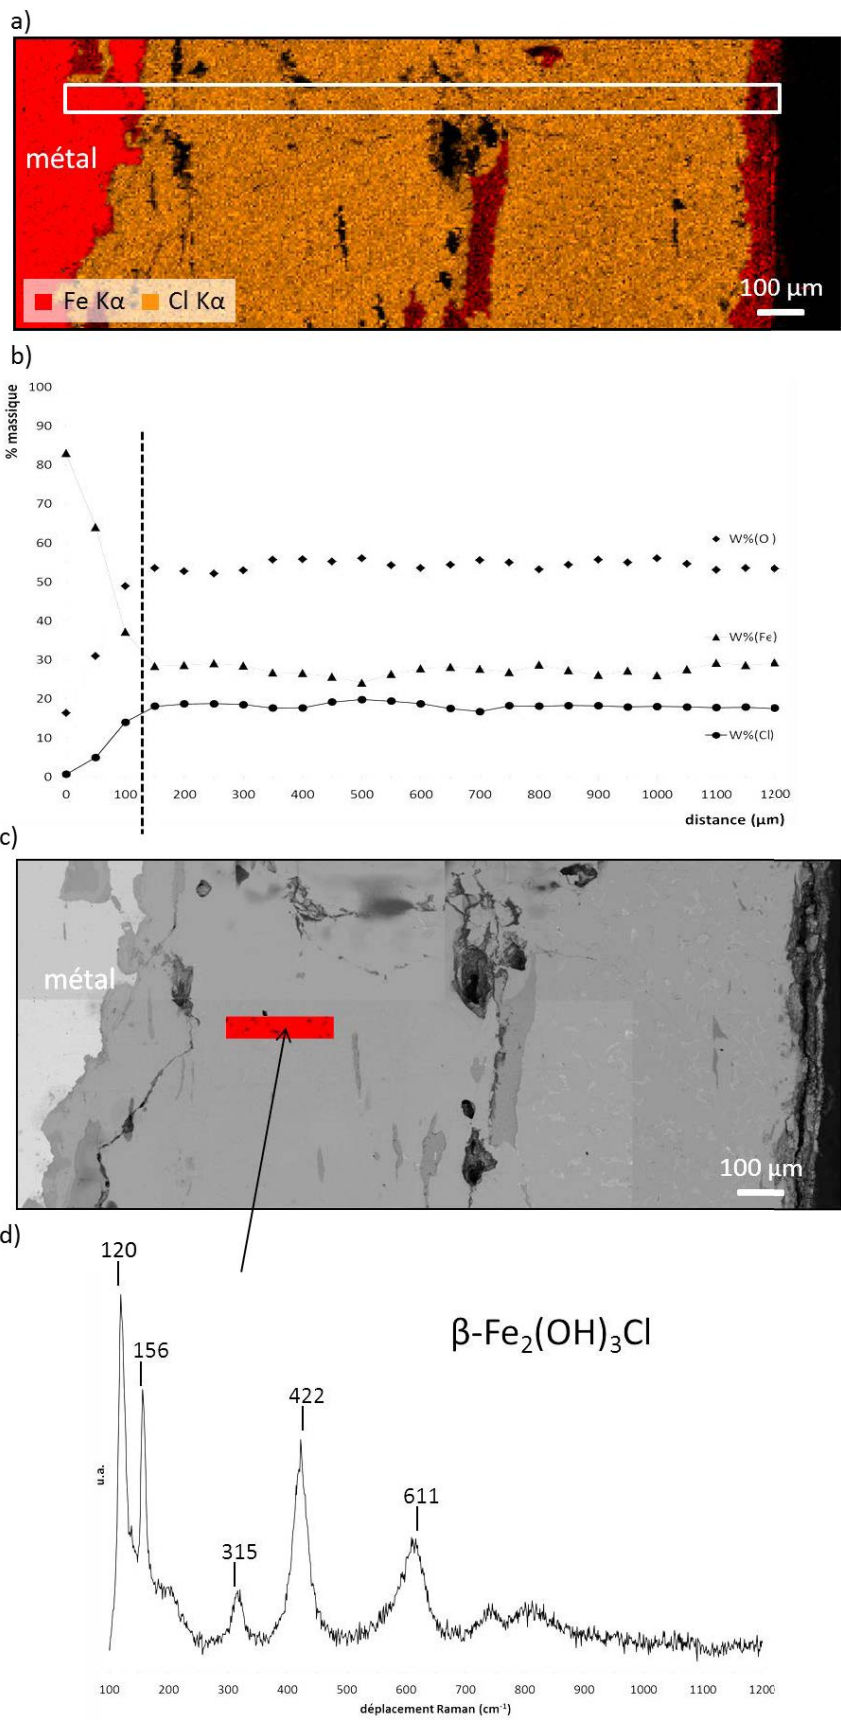 a)
métal
Fe Kα Cl Kα
100 µm
b)
% massique
100
90
80
70
60
50
40
30
20
10
0
W%(O )
W%(Fe)
W%(Cl)
0 100 200 300 400 500 600 700 800 900 1000 1100 1200
distance (µm)
c)
métal
100 µm
d)
120
156
β-Fe₂(OH)₃Cl
422
611
315
u.a.
100 200 300 400 500 600 700 800 900 1000 1100 1200
déplacement Raman (cm⁻¹)